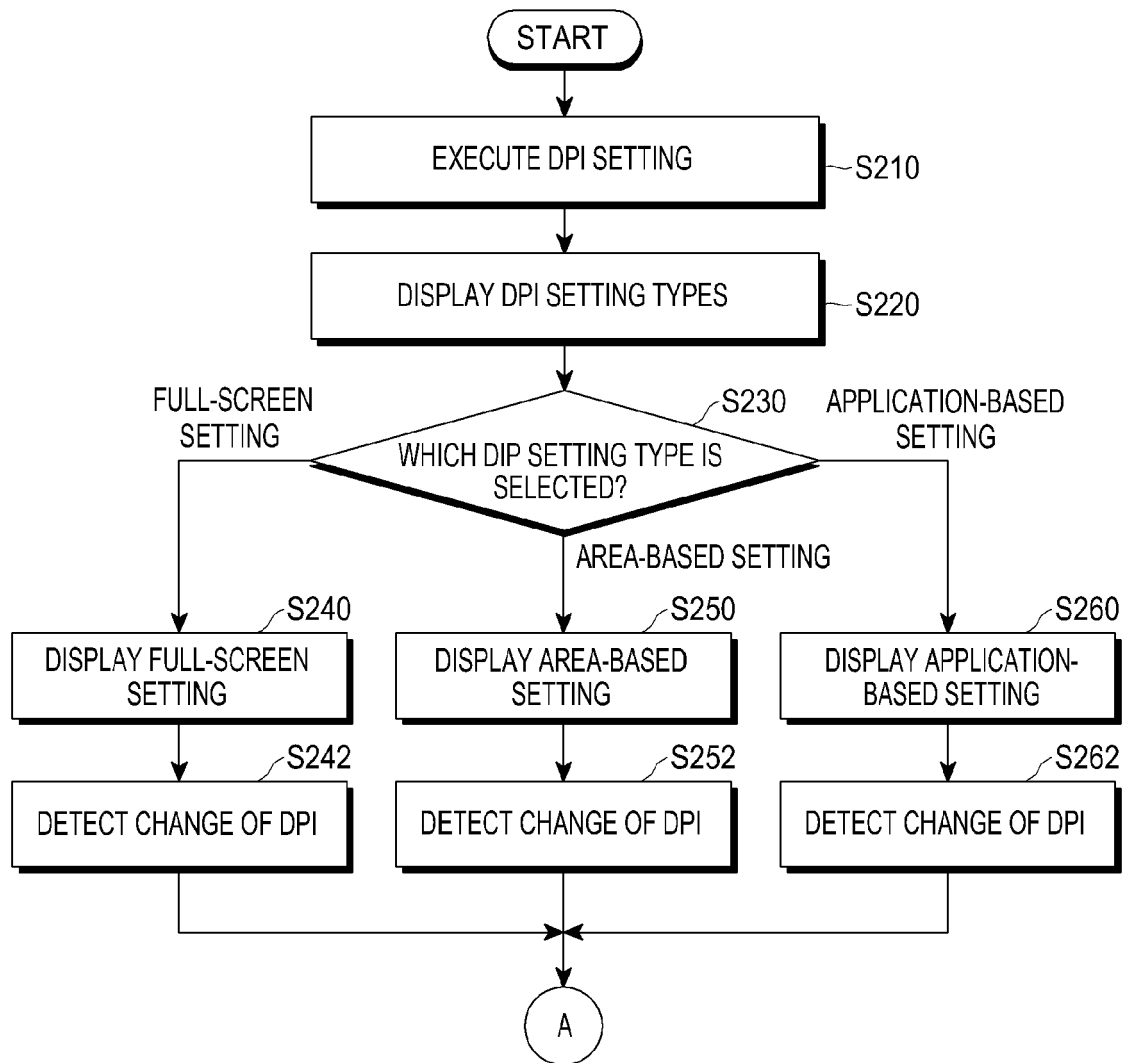 START
EXECUTE DPI SETTING
S210
DISPLAY DPI SETTING TYPES
S220
FULL-SCREEN
SETTING
S230
APPLICATION-BASED
SETTING
WHICH DIP SETTING TYPE IS
SELECTED?
AREA-BASED SETTING
S240
DISPLAY FULL-SCREEN
SETTING
S250
DISPLAY AREA-BASED
SETTING
S260
DISPLAY APPLICATION-
BASED SETTING
S242
DETECT CHANGE OF DPI
S252
DETECT CHANGE OF DPI
S262
DETECT CHANGE OF DPI
A